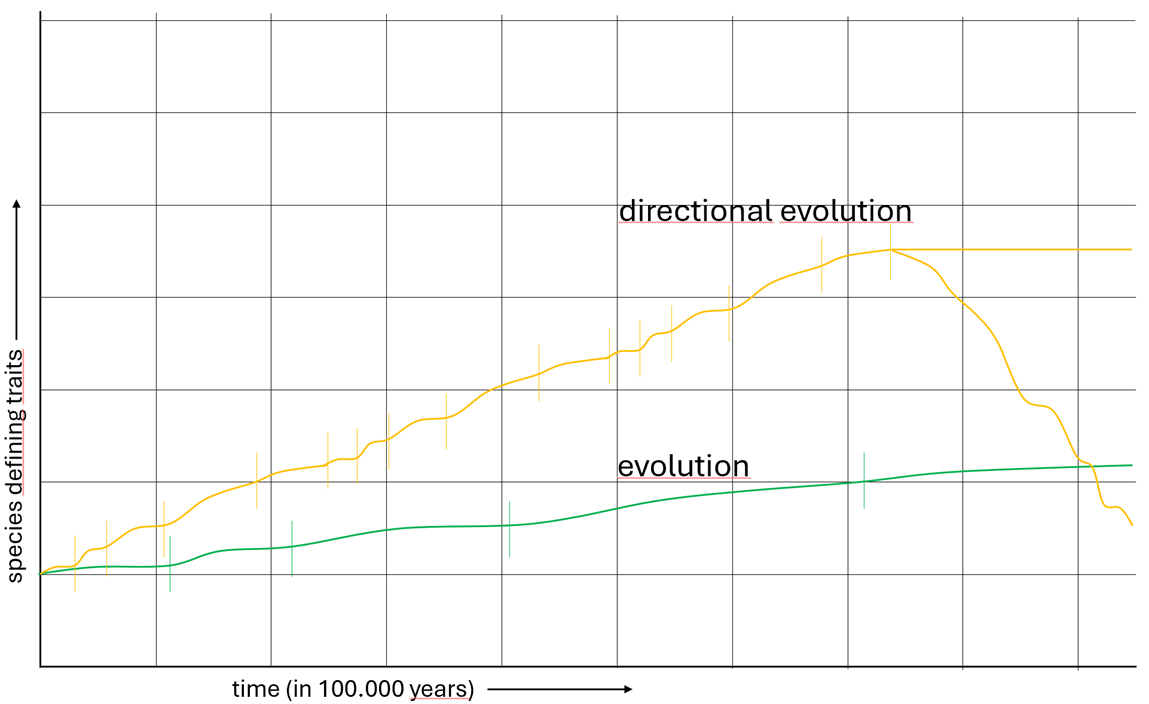 directional evolution
evolution
species defining traits
time (in 100.000 years)